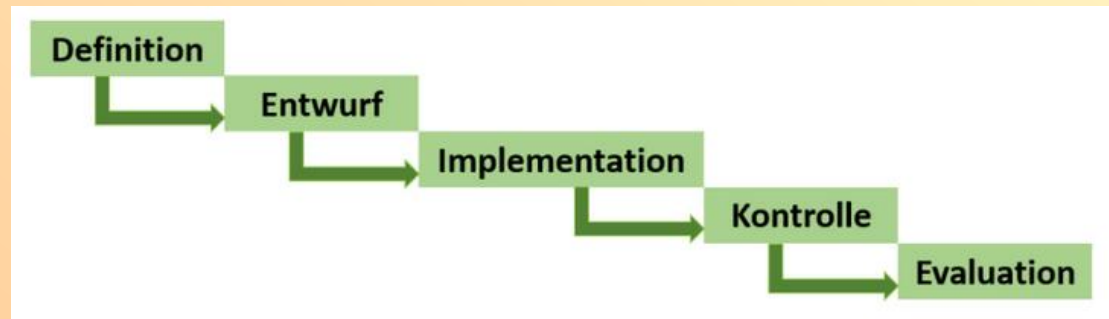 Definition
Entwurf
Implementation
Kontrolle
Evaluation